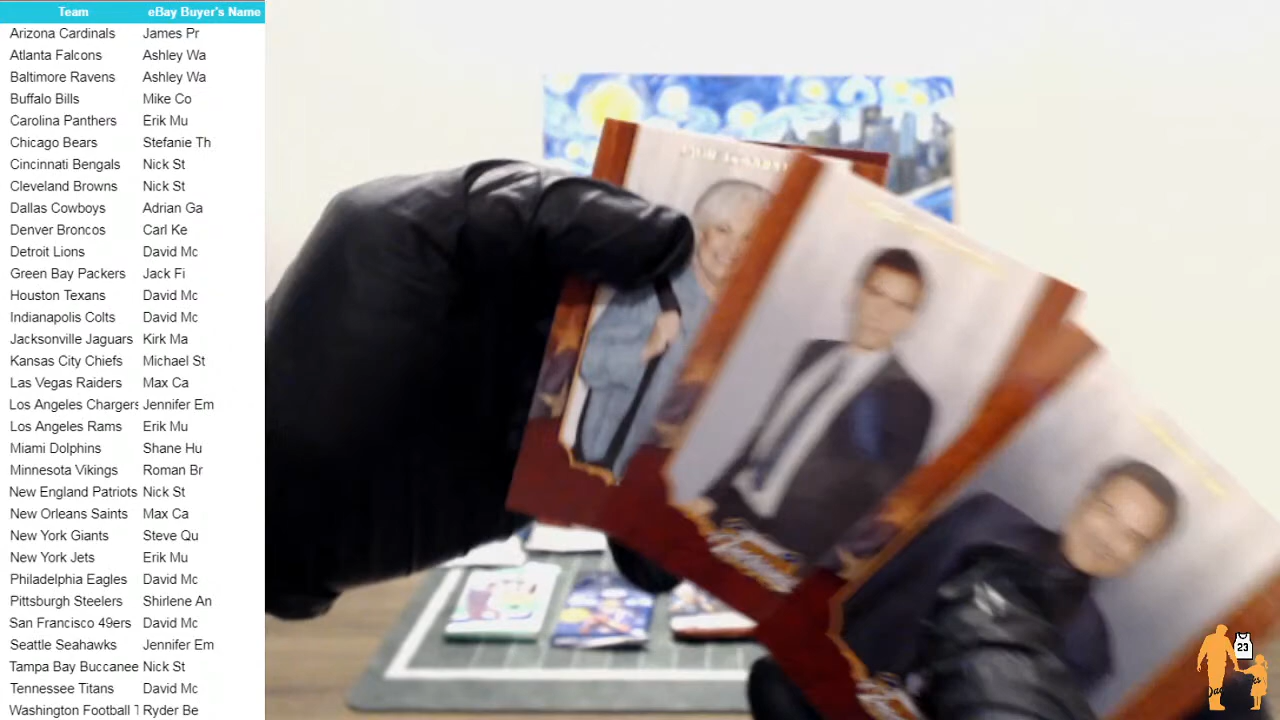 Team eBay Buyer's Name
Arizona Cardinals James Pr
Atlanta Falcons Ashley Wa
Baltimore Ravens Ashley Wa
Buffalo Bills Mike Co
Carolina Panthers Erik Mu
Chicago Bears Stefanie Th
Cincinnati Bengals Nick St
Cleveland Browns Nick St
Dallas Cowboys Adrian Ga
Denver Broncos Carl Ke
Detroit Lions David Mc
Green Bay Packers Jack Fi
Houston Texans David Mc
Indianapolis Colts David Mc
Jacksonville Jaguars Kirk Ma
Kansas City Chiefs Michael St
Las Vegas Raiders Max Ca
Los Angeles Chargers Jennifer Em
Los Angeles Rams Erik Mu
Miami Dolphins Shane Hu
Minnesota Vikings Roman Br
New England Patriots Nick St
New Orleans Saints Max Ca
New York Giants Steve Qu
New York Jets Erik Mu
Philadelphia Eagles David Mc
Pittsburgh Steelers Shirlene An
San Francisco 49ers David Mc
Seattle Seahawks Jennifer Em
Tampa Bay Buccanee Nick St
Tennessee Titans David Mc
Washington Football Ryder Be
23